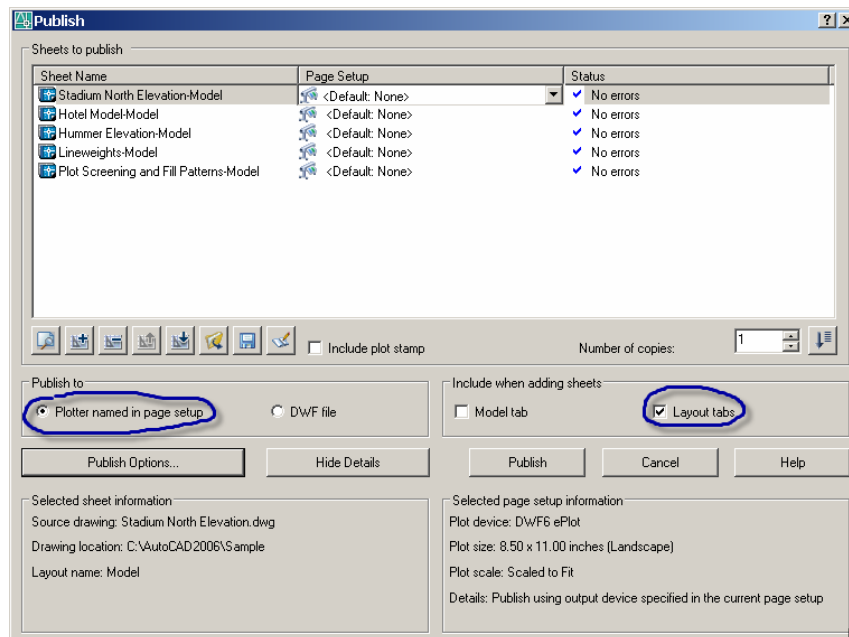 Publish
Sheets to publish
Sheet Name Page Setup Status
Stadium North Elevation-Model <Default: None> No errors
Hotel Model-Model <Default: None> No errors
Hummer Elevation-Model <Default: None> No errors
Lineweights-Model <Default: None> No errors
Plot Screening and Fill Patterns-Model <Default: None> No errors
Include plot stamp Number of copies: 1
Publish to Include when adding sheets
Plotter named in page setup DWF file Model tab Layout tabs
Publish Options... Hide Details Publish Cancel Help
Selected sheet information Selected page setup information
Source drawing: Stadium North Elevation.dwg Plot device: DWF6 ePlot
Drawing location: C:\AutoCAD2006\Sample Plot size: 8.50 x 11.00 inches (Landscape)
Layout name: Model Plot scale: Scaled to Fit
Details: Publish using output device specified in the current page setup